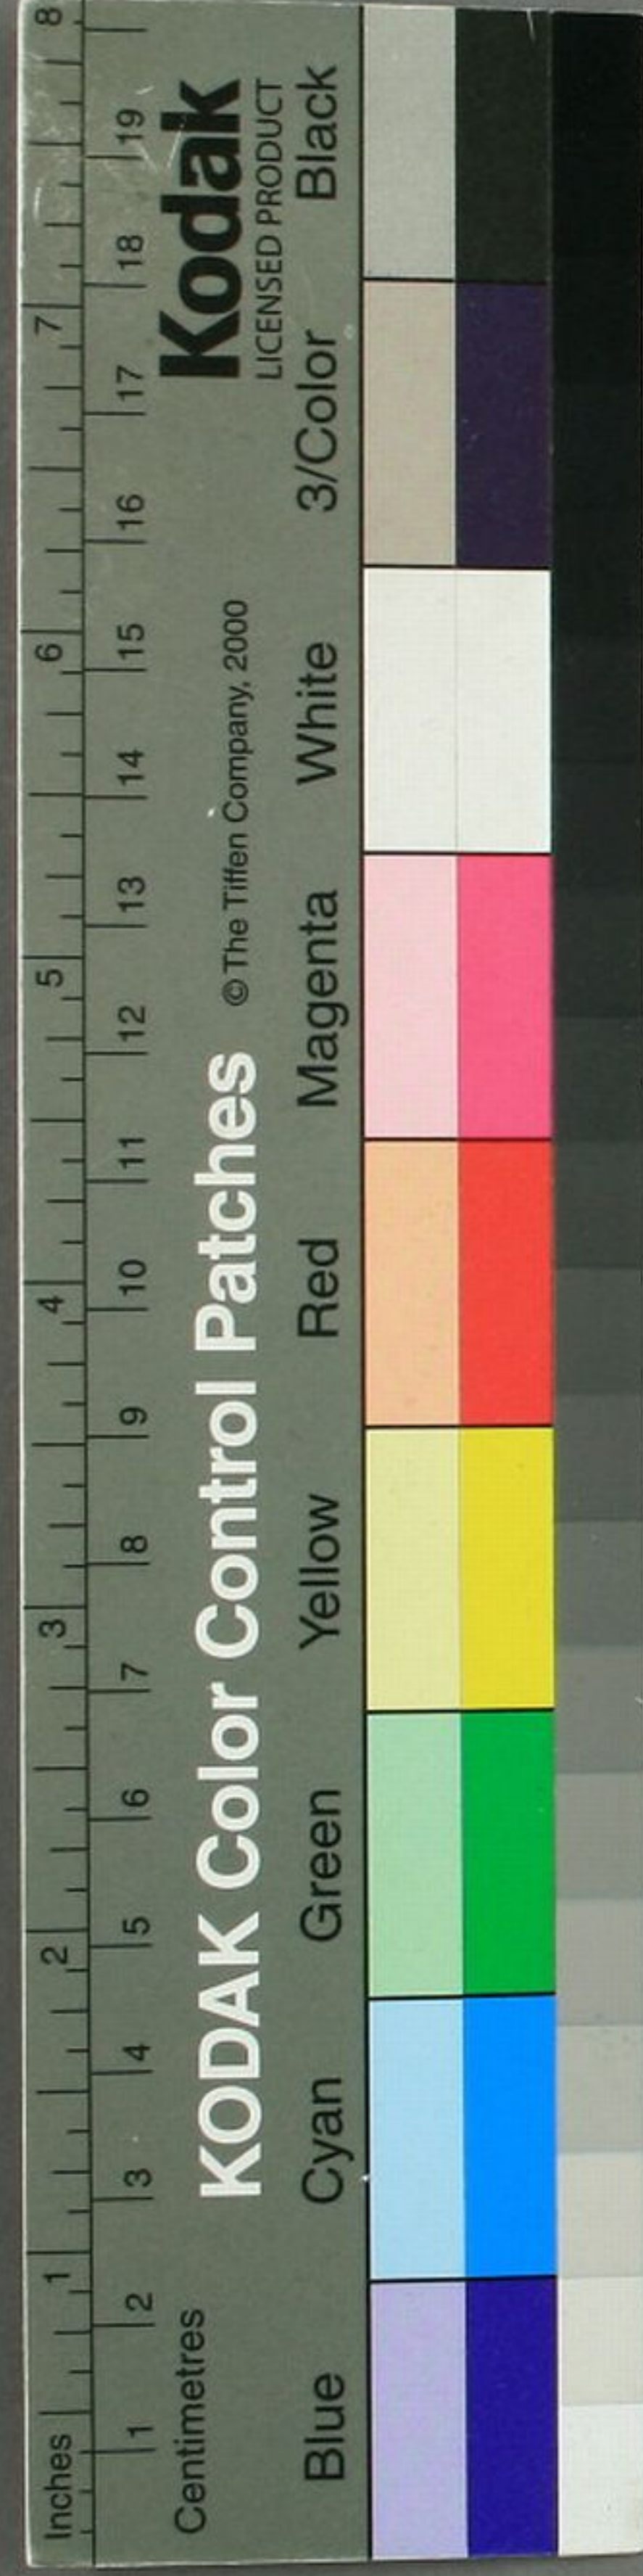 Inches 1 2 3 4 5 6 7 8
Centimetres 1 2 3 4 5 6 7 8 9 10 11 12 13 14 15 16 17 18 19
KODAK Color Control Patches © The Tiffen Company, 2000 Kodak
LICENSED PRODUCT
Blue Cyan Green Yellow Red Magenta White 3/Color Black